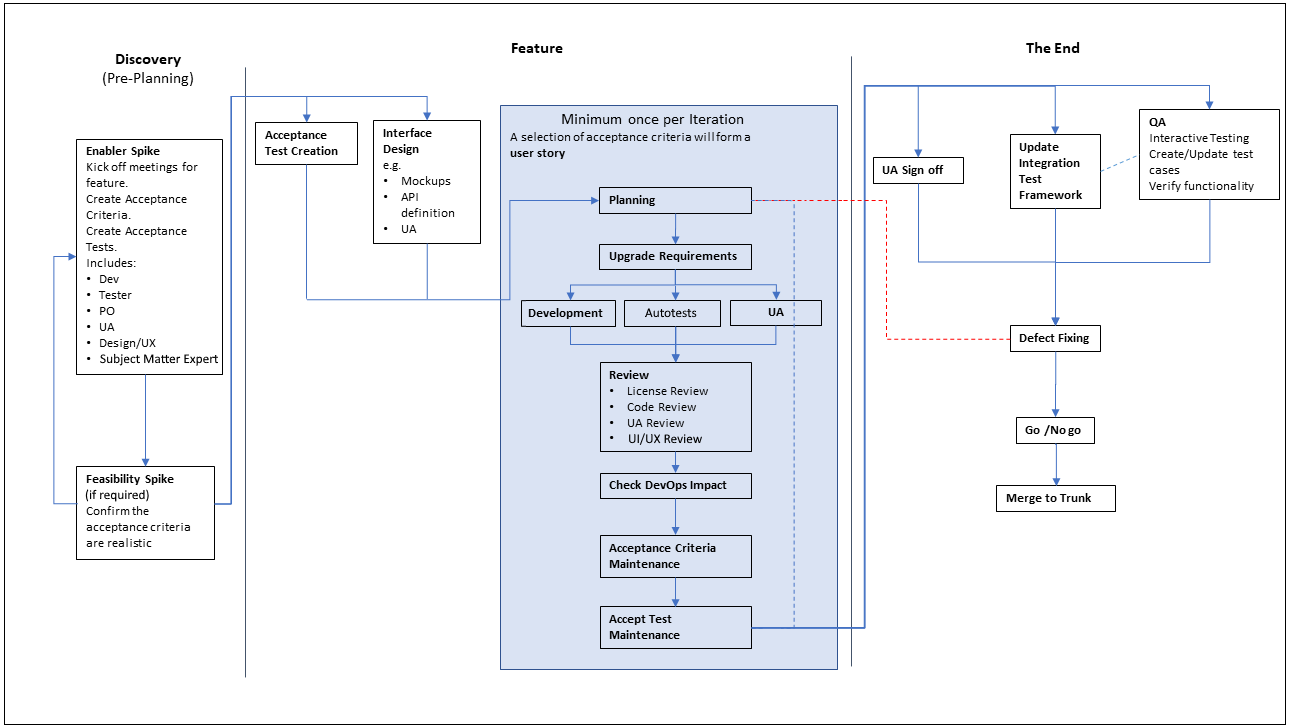 Discovery
(Pre-Planning)
Enabler Spike
Kick off meetings for
feature.
Create Acceptance
Criteria.
Create Acceptance
Tests.
Includes:
• Dev
• Tester
• PO
• UA
• Design/UX
• Subject Matter Expert
Feasibility Spike
(if required)
Confirm the
acceptance criteria
are realistic
Feature
Acceptance
Test Creation
Interface
Design
e.g.
• Mockups
• API
definition
• UA
Minimum once per Iteration
A selection of acceptance criteria will form a
user story
Planning
Upgrade Requirements
Development
Autotests
UA
Review
• License Review
• Code Review
• UA Review
• UI/UX Review
Check DevOps Impact
Acceptance Criteria
Maintenance
Accept Test
Maintenance
The End
UA Sign off
Update
Integration
Test
Framework
QA
Interactive Testing
Create/Update test
cases
Verify functionality
Defect Fixing
Go /No go
Merge to Trunk